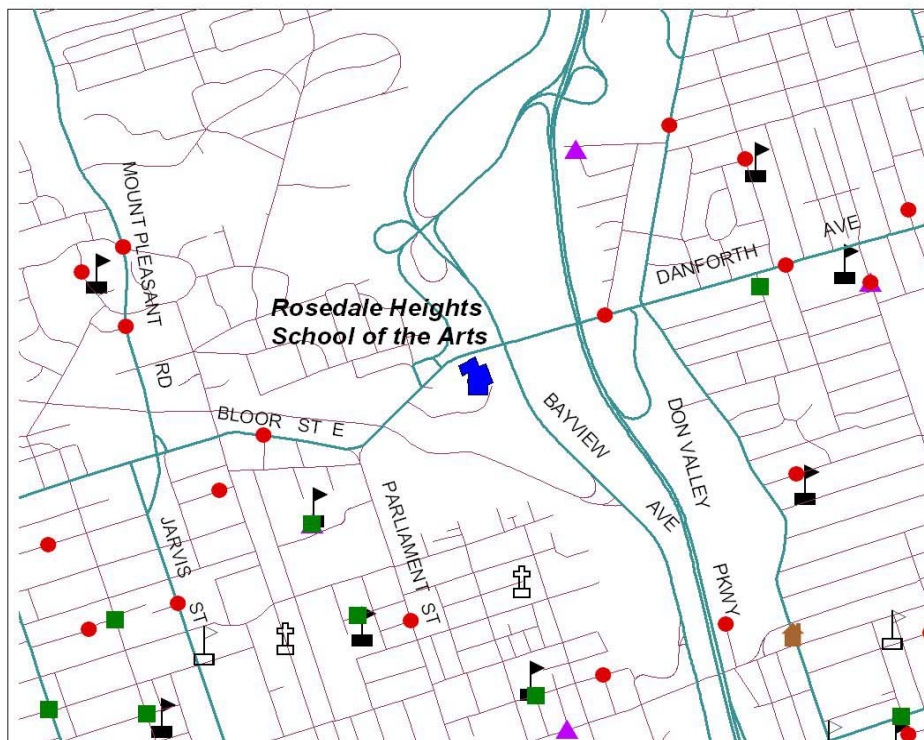 MOUNT PLEASANT
RD
DANFORTH
AVE
Rosedale Heights
School of the Arts
BLOOR ST E
BAYVIEW
AVE
DON VALLEY
PKWY
PARLIAMENT ST
JARVIS
ST